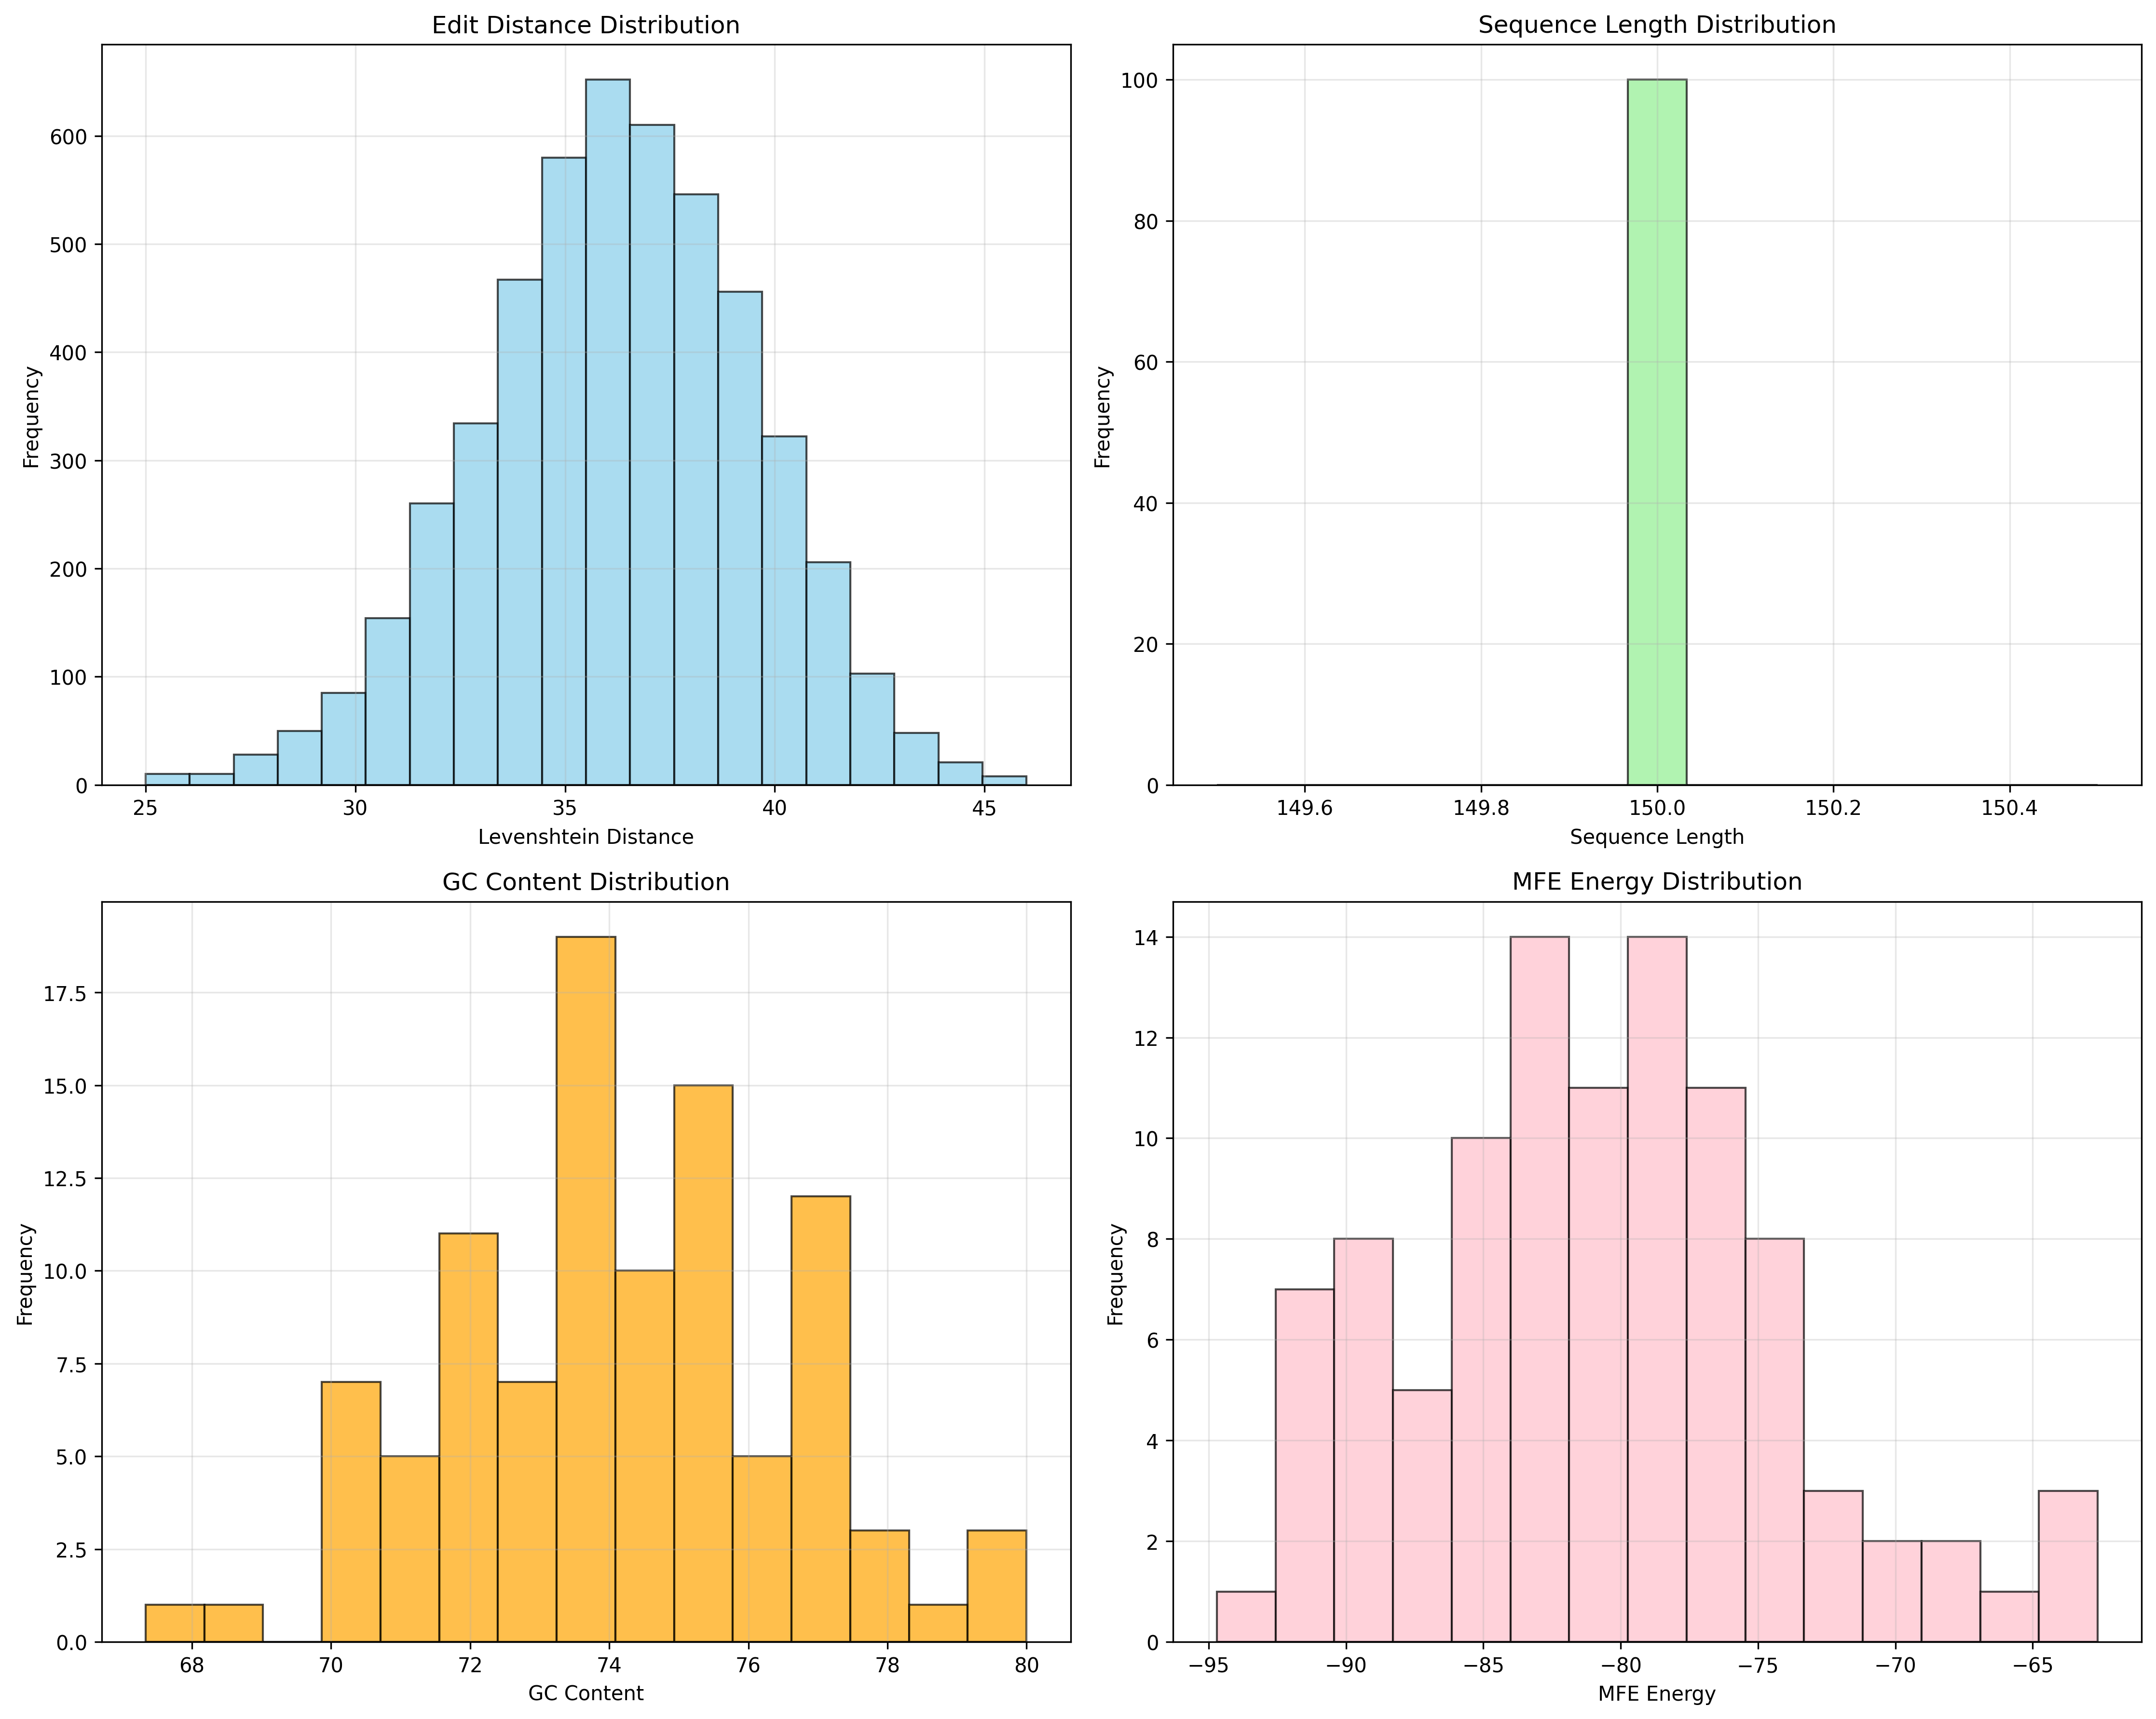 Edit Distance Distribution
Frequency
600
500
400
300
200
100
0
25 30 35 40 45
Levenshtein Distance
Sequence Length Distribution
Frequency
100
80
60
40
20
0
149.6 149.8 150.0 150.2 150.4
Sequence Length
GC Content Distribution
Frequency
17.5
15.0
12.5
10.0
7.5
5.0
2.5
0.0
68 70 72 74 76 78 80
GC Content
MFE Energy Distribution
Frequency
14
12
10
8
6
4
2
0
−95 −90 −85 −80 −75 −70 −65
MFE Energy